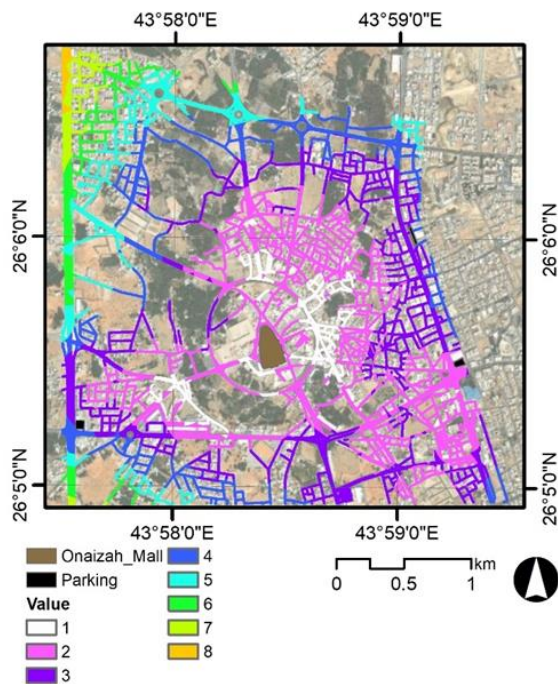 43°58'0"E 43°59'0"E
26°6'0"N 26°6'0"N
26°5'0"N 26°5'0"N
43°58'0"E 43°59'0"E
Onaizah_Mall 4
Parking 5
Value 6
1 7
2 8
3
km
0 0.5 1